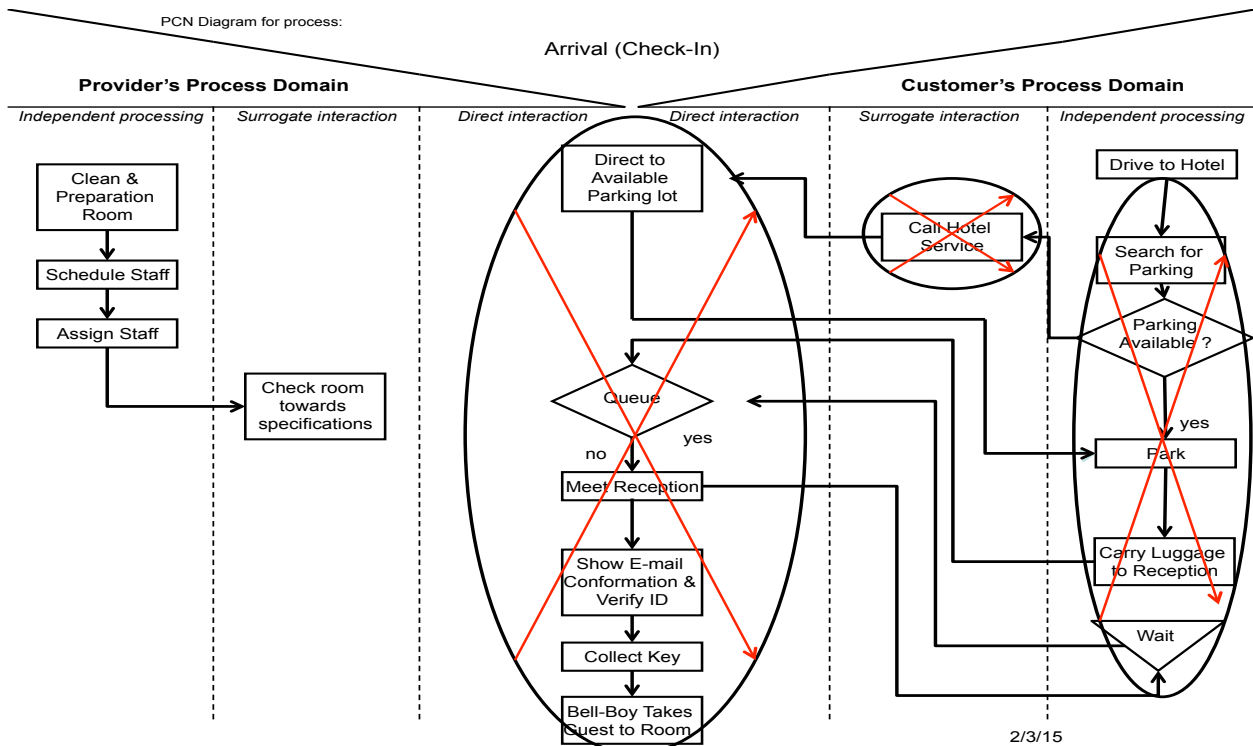 PCN Diagram for process:
Arrival (Check-In)
Provider's Process Domain
Customer's Process Domain
Independent processing
Surrogate interaction
Direct interaction
Direct interaction
Surrogate interaction
Independent processing
Clean &
Preparation
Room
Schedule Staff
Assign Staff
Check room
towards
specifications
Direct to
Available
Parking lot
Queue
yes
no
Meet Reception
Show E-mail
Conformation &
Verify ID
Collect Key
Bell-Boy Takes
Guest to Room
Call Hotel
Service
Drive to Hotel
Search for
Parking
Parking
Available ?
yes
Park
Carry Luggage
to Reception
Wait
2/3/15